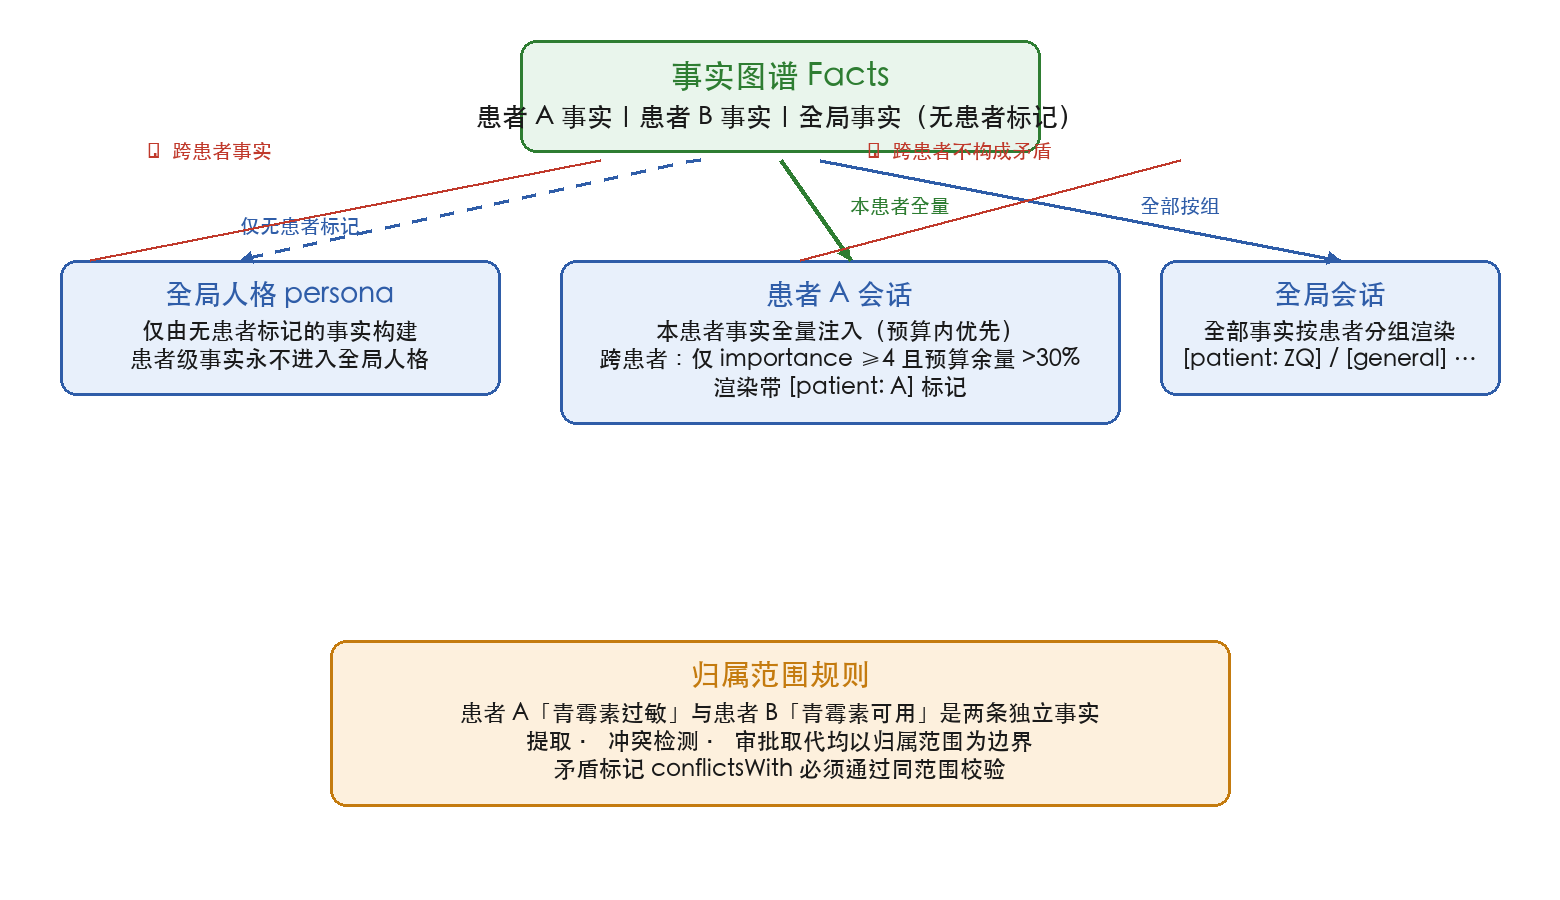 事实图谱 Facts
患者 A 事实 | 患者 B 事实 | 全局事实（无患者标记）
跨患者事实
跨患者不构成矛盾
仅无患者标记
本患者全量
全部按组
全局人格 persona
仅由无患者标记的事实构建
患者级事实永不进入全局人格
患者 A 会话
本患者事实全量注入（预算内优先）
跨患者：仅 importance ≥4 且预算余量 >30%
渲染带 [patient: A] 标记
全局会话
全部事实按患者分组渲染
[patient: ZQ] / [general] ⋯
归属范围规则
患者 A「青霉素过敏」与患者 B「青霉素可用」是两条独立事实
提取 · 冲突检测 · 审批取代均以归属范围为边界
矛盾标记 conflictsWith 必须通过同范围校验